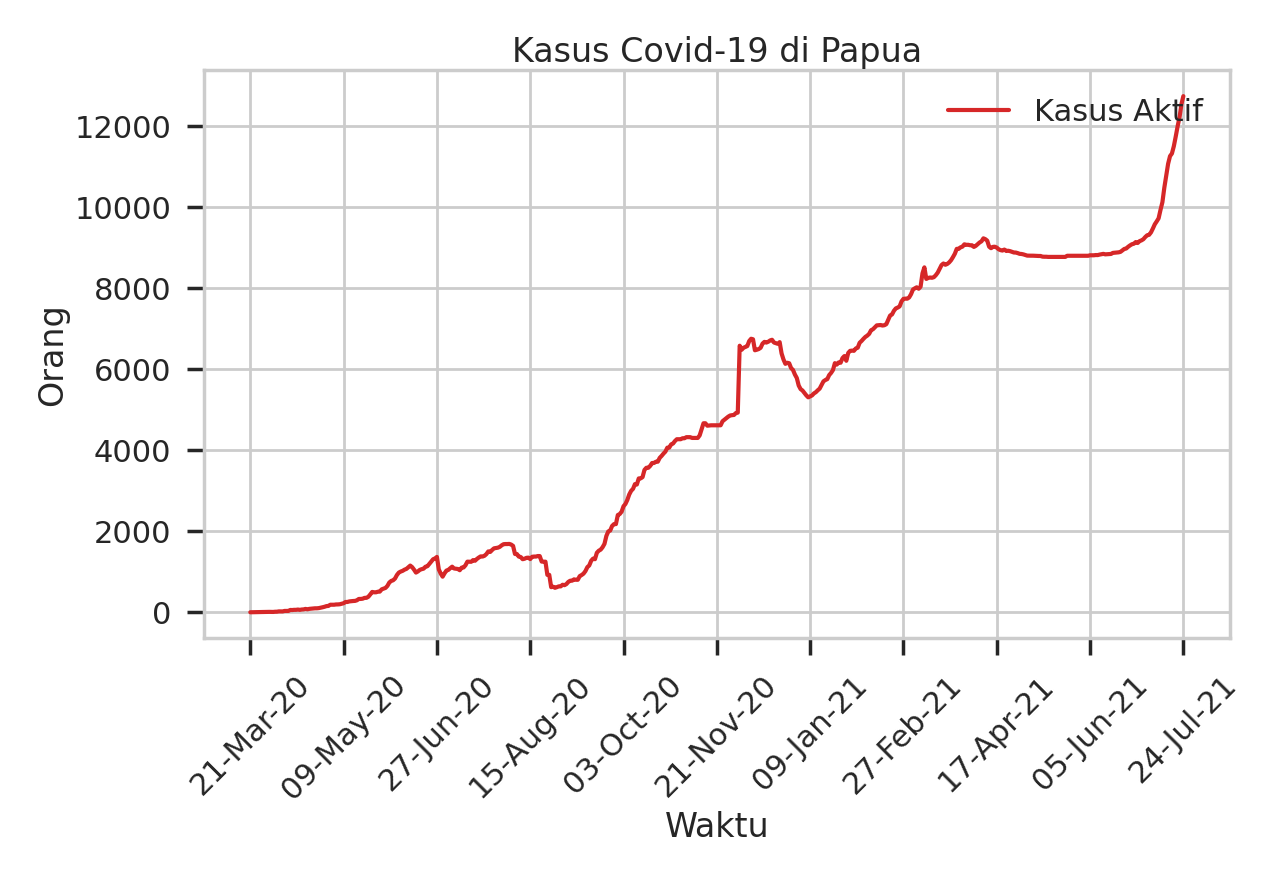 Kasus Covid-19 di Papua
Kasus Aktif
Orang
12000
10000
8000
6000
4000
2000
0
21-Mar-20
09-May-20
27-Jun-20
15-Aug-20
03-Oct-20
21-Nov-20
09-Jan-21
27-Feb-21
17-Apr-21
05-Jun-21
24-Jul-21
Waktu